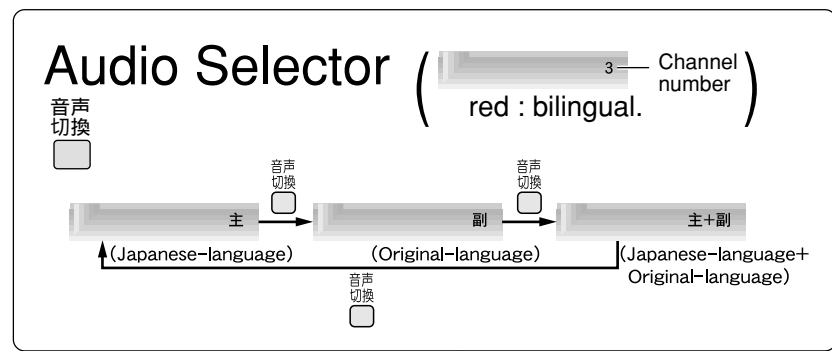 Audio Selector
3
Channel
number
red : bilingual.
音声
切換
音声
切換
音声
切換
主
副
主+副
(Japanese-language)
(Original-language)
(Japanese-language+
Original-language)
音声
切換